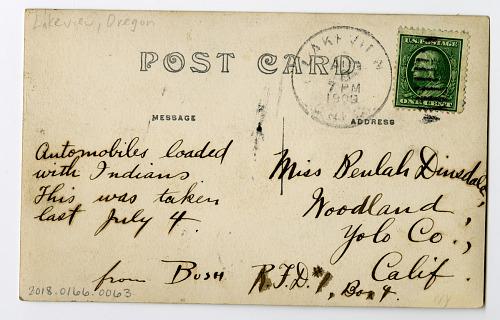 Lakeview, Oregon
POST CARD
LAKEVIEW
AUG
7 PM
1909
U.S. POSTAGE
ONE CENT
MESSAGE
ADDRESS
Automobiles loaded
with Indians
This was taken
last July 4.
from Bush
Miss Beulah Dinsdale,
Woodland,
Yolo Co.,
Calif.
R.F.D. #1, Box 4.
2018.0166.0063